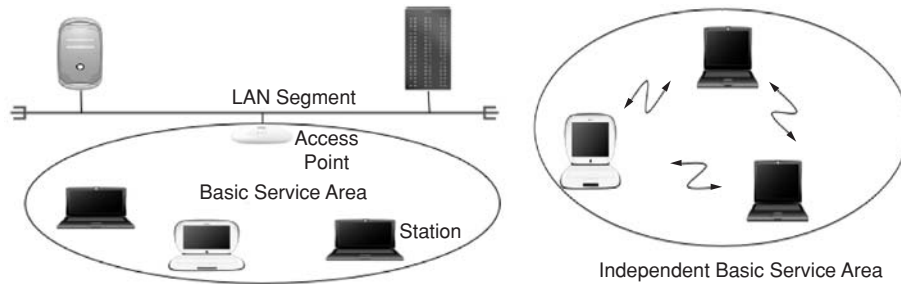 LAN Segment
Access
Point
Basic Service Area
Station
Independent Basic Service Area